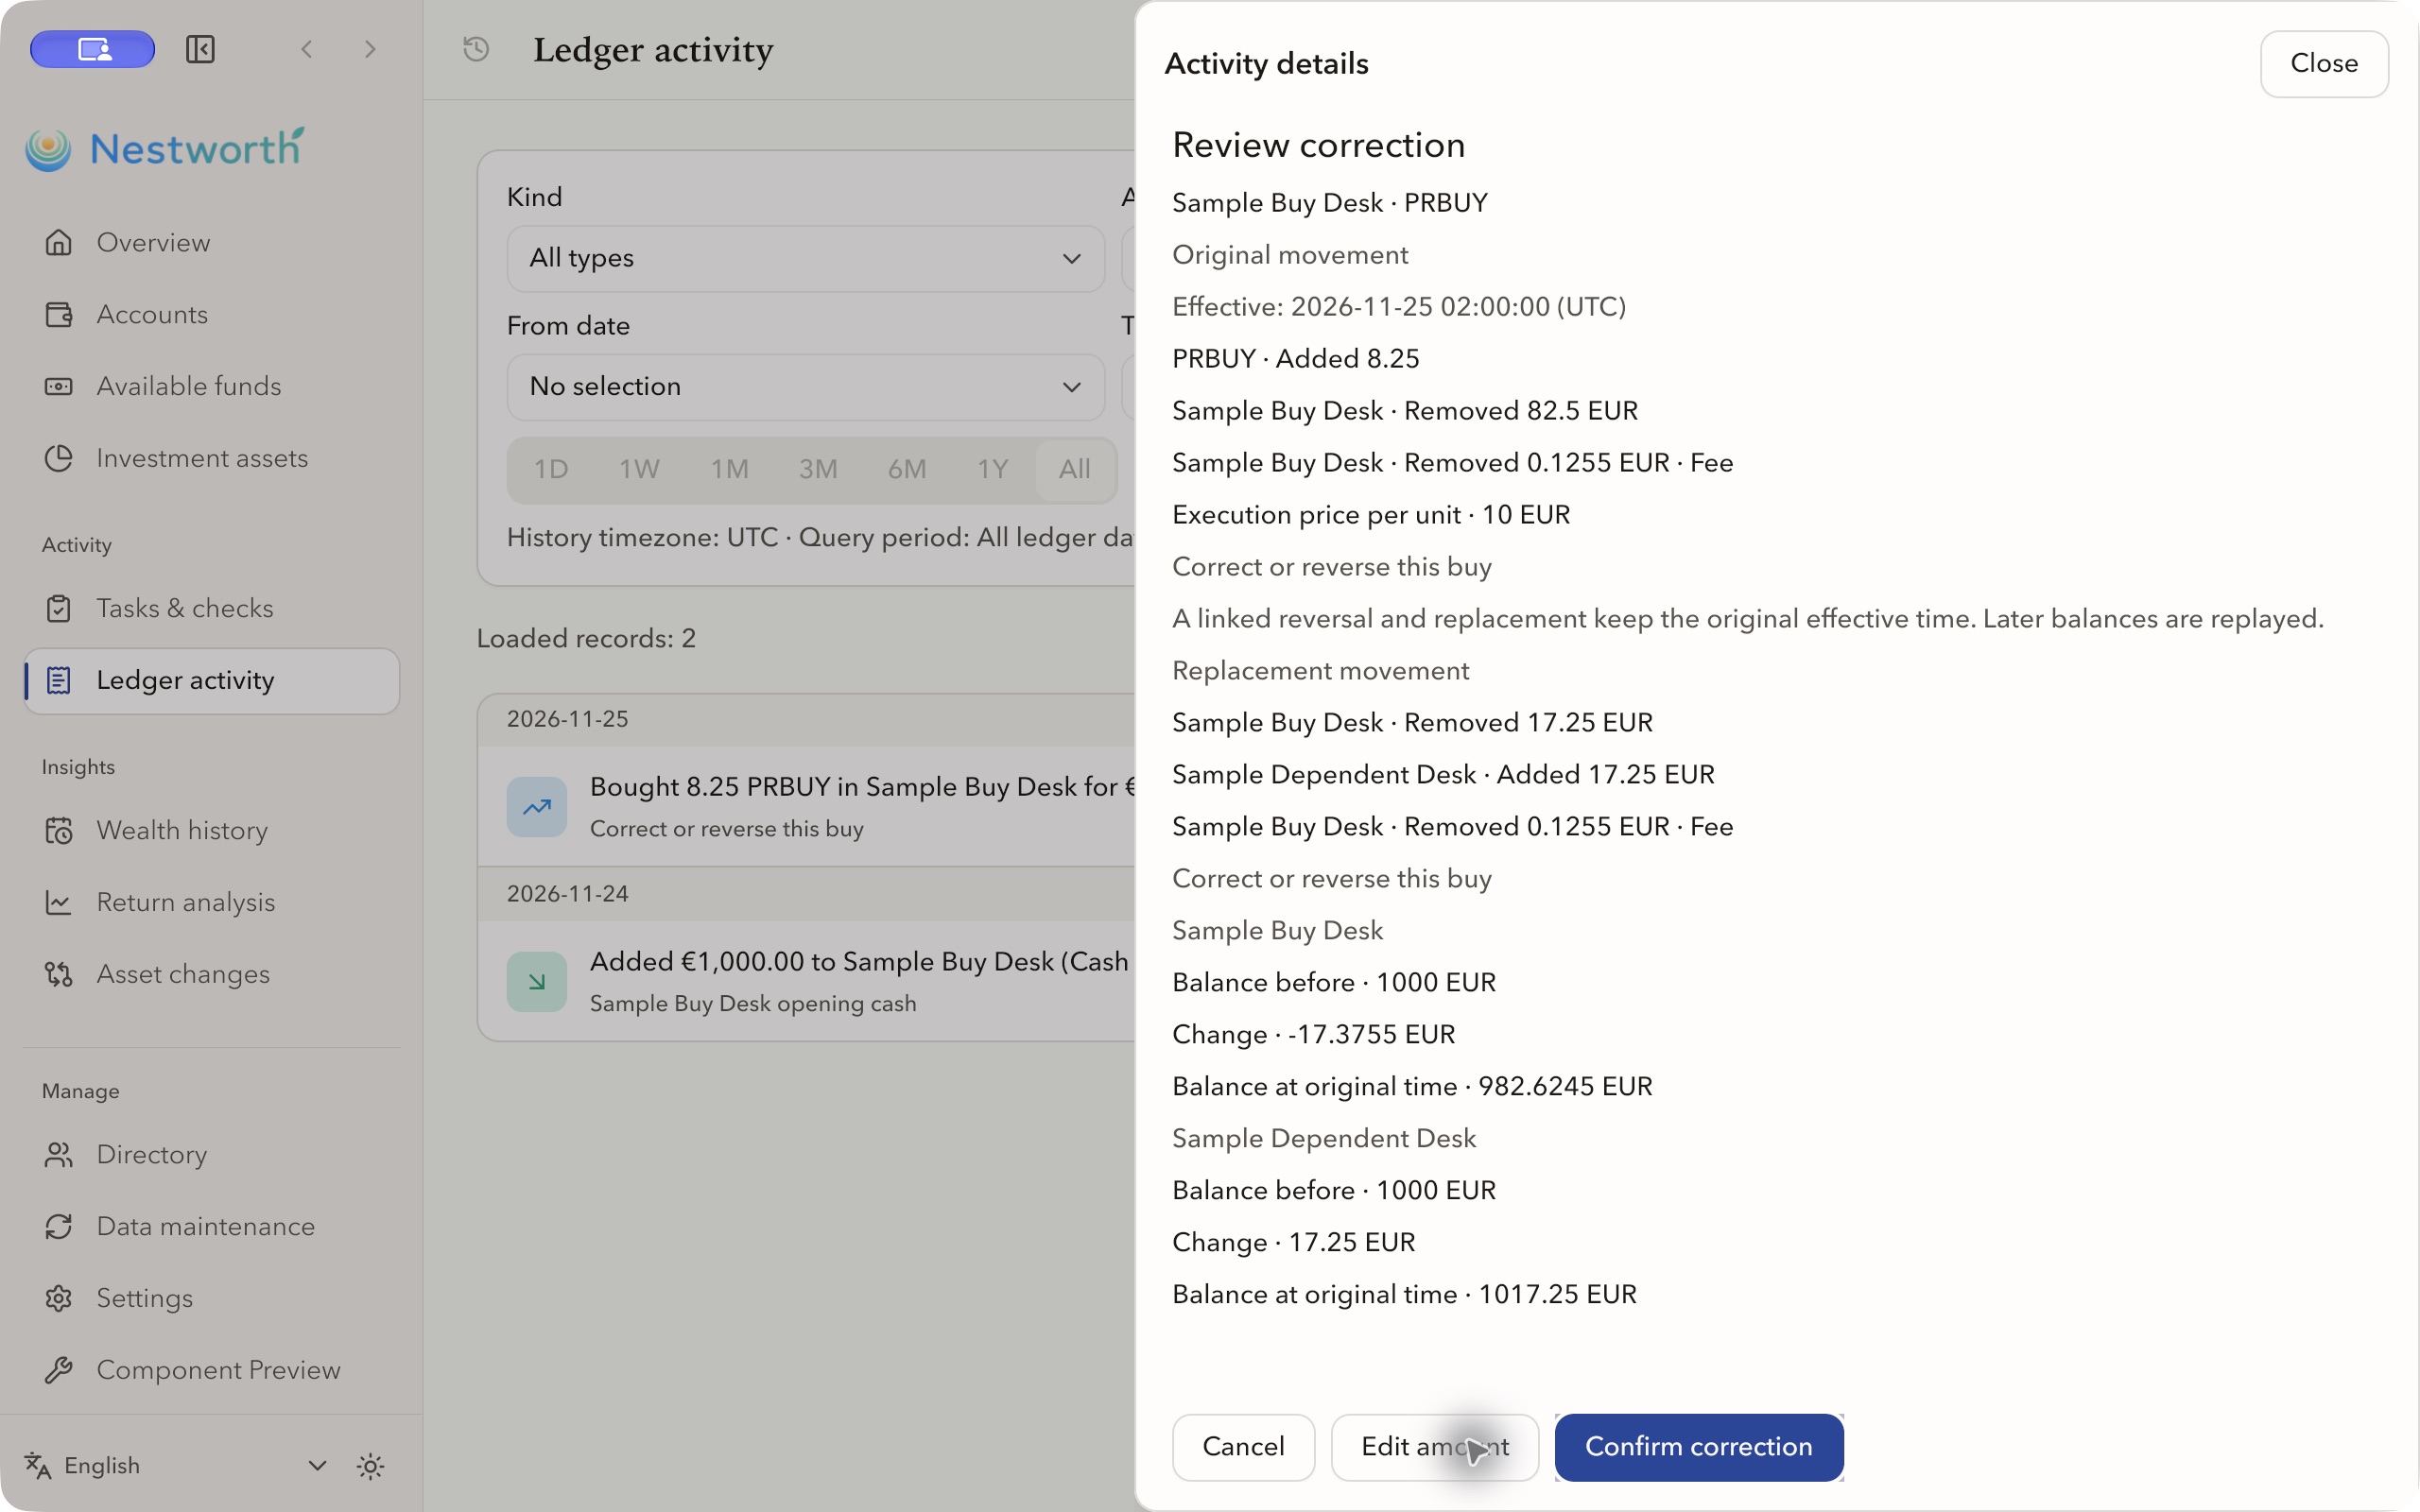 Ledger activity
Nestworth
Overview
Accounts
Available funds
Investment assets
Activity
Tasks & checks
Ledger activity
Insights
Wealth history
Return analysis
Asset changes
Manage
Directory
Data maintenance
Settings
Component Preview
English
Kind
All types
From date
No selection
1D 1W 1M 3M 6M 1Y All
History timezone: UTC · Query period: All ledger
Loaded records: 2
2026-11-25
Bought 8.25 PRBUY in Sample Buy Desk for
Correct or reverse this buy
2026-11-24
Added €1,000.00 to Sample Buy Desk (Cash
Sample Buy Desk opening cash
Activity details
Close
Review correction
Sample Buy Desk · PRBUY
Original movement
Effective: 2026-11-25 02:00:00 (UTC)
PRBUY · Added 8.25
Sample Buy Desk · Removed 82.5 EUR
Sample Buy Desk · Removed 0.1255 EUR · Fee
Execution price per unit · 10 EUR
Correct or reverse this buy
A linked reversal and replacement keep the original effective time. Later balances are replayed.
Replacement movement
Sample Buy Desk · Removed 17.25 EUR
Sample Dependent Desk · Added 17.25 EUR
Sample Buy Desk · Removed 0.1255 EUR · Fee
Correct or reverse this buy
Sample Buy Desk
Balance before · 1000 EUR
Change · -17.3755 EUR
Balance at original time · 982.6245 EUR
Sample Dependent Desk
Balance before · 1000 EUR
Change · 17.25 EUR
Balance at original time · 1017.25 EUR
Cancel
Edit amount
Confirm correction